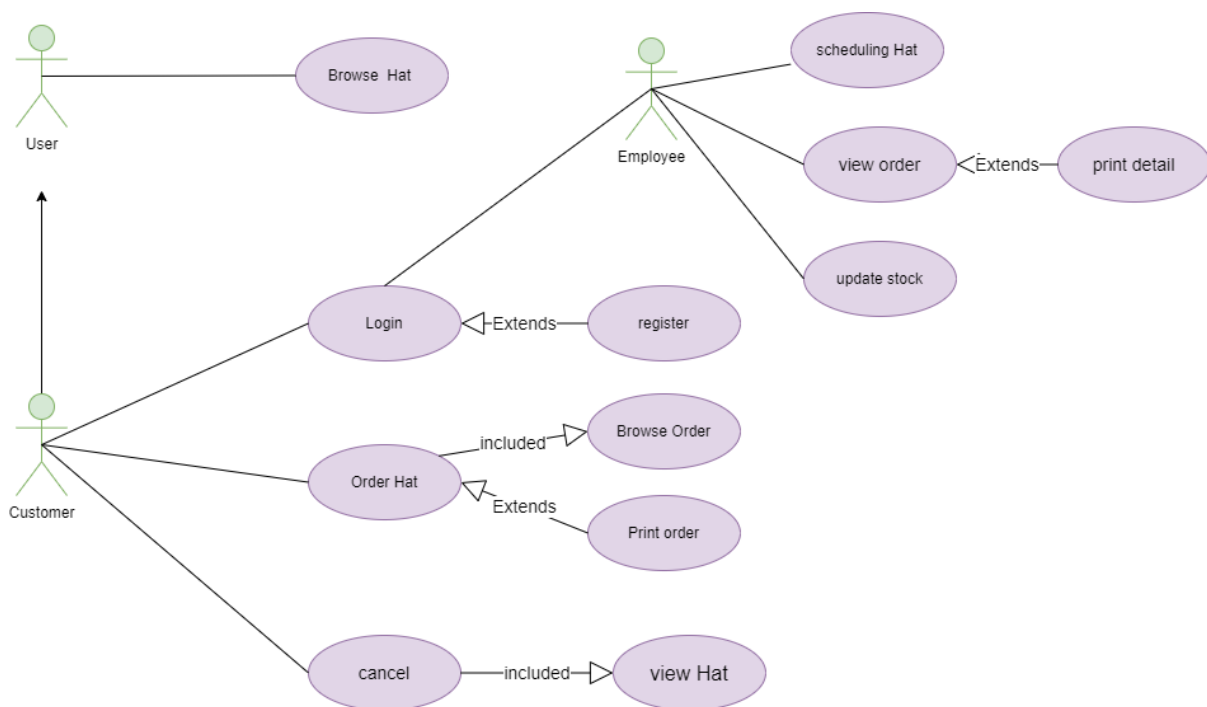 scheduling Hat
Browse  Hat
User
Employee
view order
Extends
print detail
update stock
Login
Extends
register
Browse Order
included
Order Hat
Extends
Customer
Print order
cancel
included
view Hat